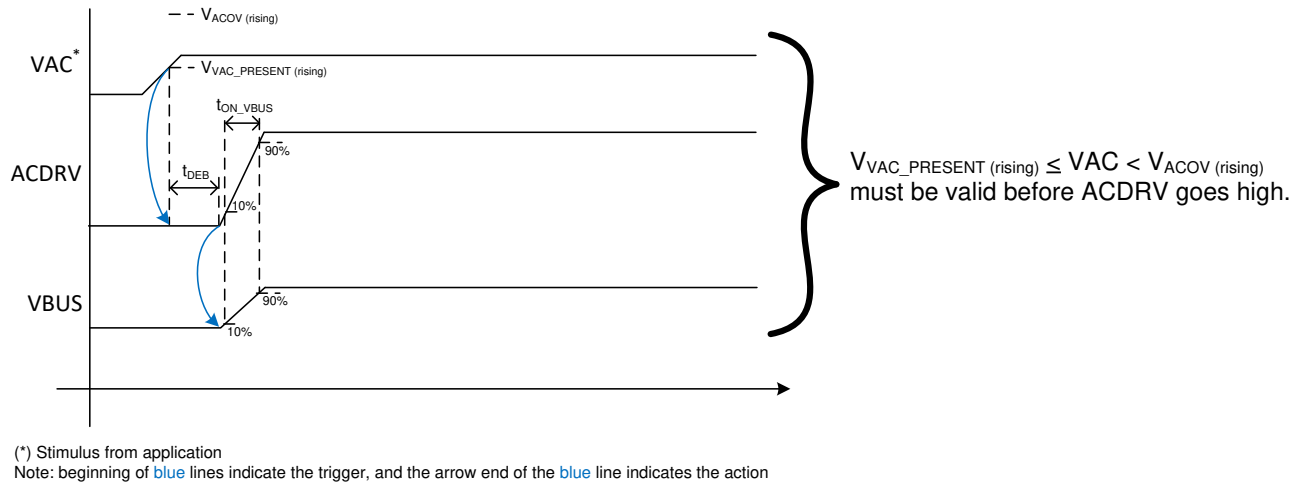 V_ACOV (rising)
VAC*
V_VAC_PRESENT (rising)
t_ON_VBUS
90%
ACDRV
t_DEB
10%
V_VAC_PRESENT (rising) ≤ VAC < V_ACOV (rising)
must be valid before ACDRV goes high.
VBUS
90%
10%
(*) Stimulus from application
Note: beginning of blue lines indicate the trigger, and the arrow end of the blue line indicates the action